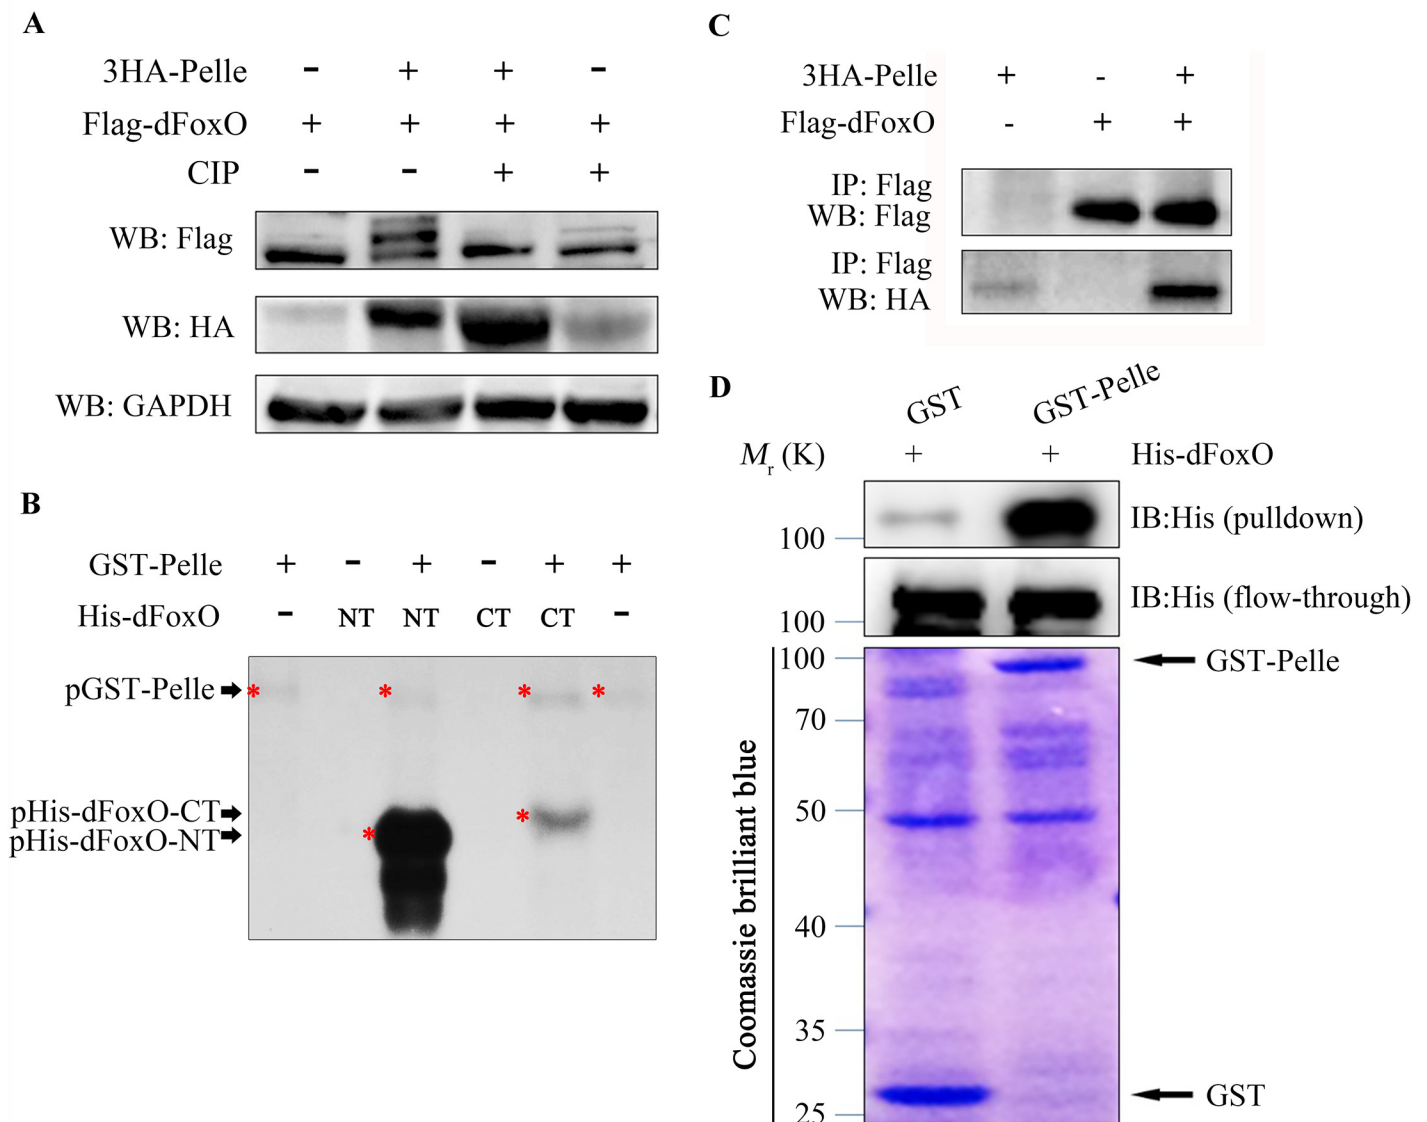 A
3HA-Pelle - + + -
Flag-dFoxO + + + +
CIP - - + +
WB: Flag
WB: HA
WB: GAPDH
B
GST-Pelle + - + - + +
His-dFoxO - NT NT CT CT -
pGST-Pelle * * * *
pHis-dFoxO-CT *
pHis-dFoxO-NT *
C
3HA-Pelle + - +
Flag-dFoxO - + +
IP: Flag
WB: Flag
IP: Flag
WB: HA
D
GST GST-Pelle
Mr (K) + + His-dFoxO
IB:His (pulldown)
100
IB:His (flow-through)
100
100 GST-Pelle
70
50
40
35
25
GST
Coomassie brilliant blue